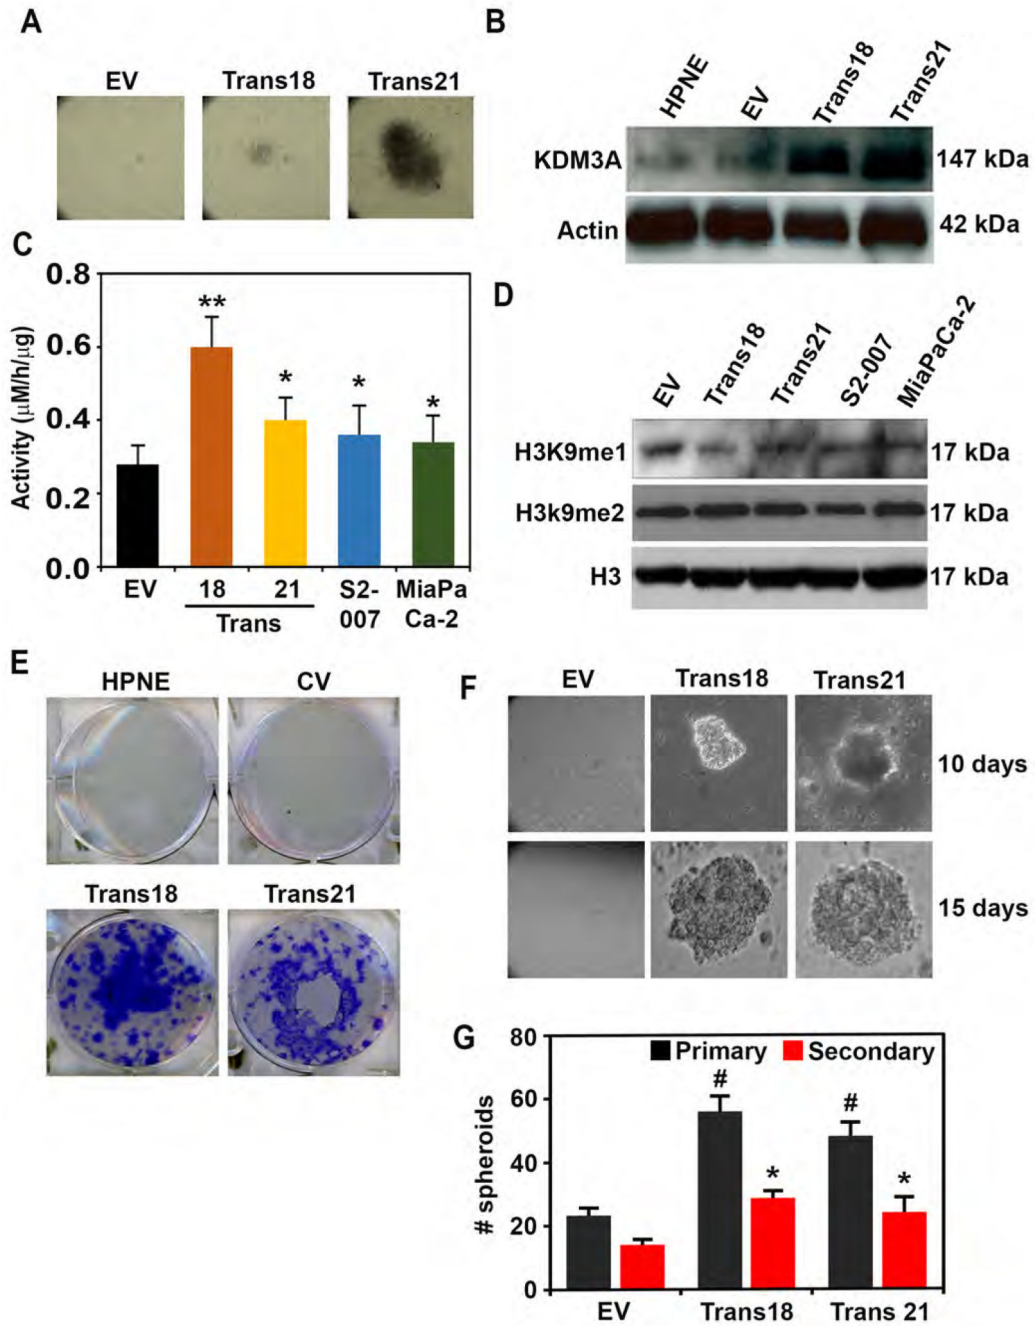 A
EV Trans18 Trans21
B
HPNE EV Trans18 Trans21
KDM3A 147 kDa
Actin 42 kDa
C
Activity (µM/h/µg)
0.8
0.6
0.4
0.2
0.0
** * * *
EV 18 21 S2-007 MiaPaCa-2
Trans
D
EV Trans18 Trans21 S2-007 MiaPaCa-2
H3K9me1 17 kDa
H3k9me2 17 kDa
H3 17 kDa
E
HPNE CV
Trans18 Trans21
F
EV Trans18 Trans21
10 days
15 days
G
# spheroids
80
60
40
20
0
Primary Secondary
# * # *
EV Trans18 Trans 21